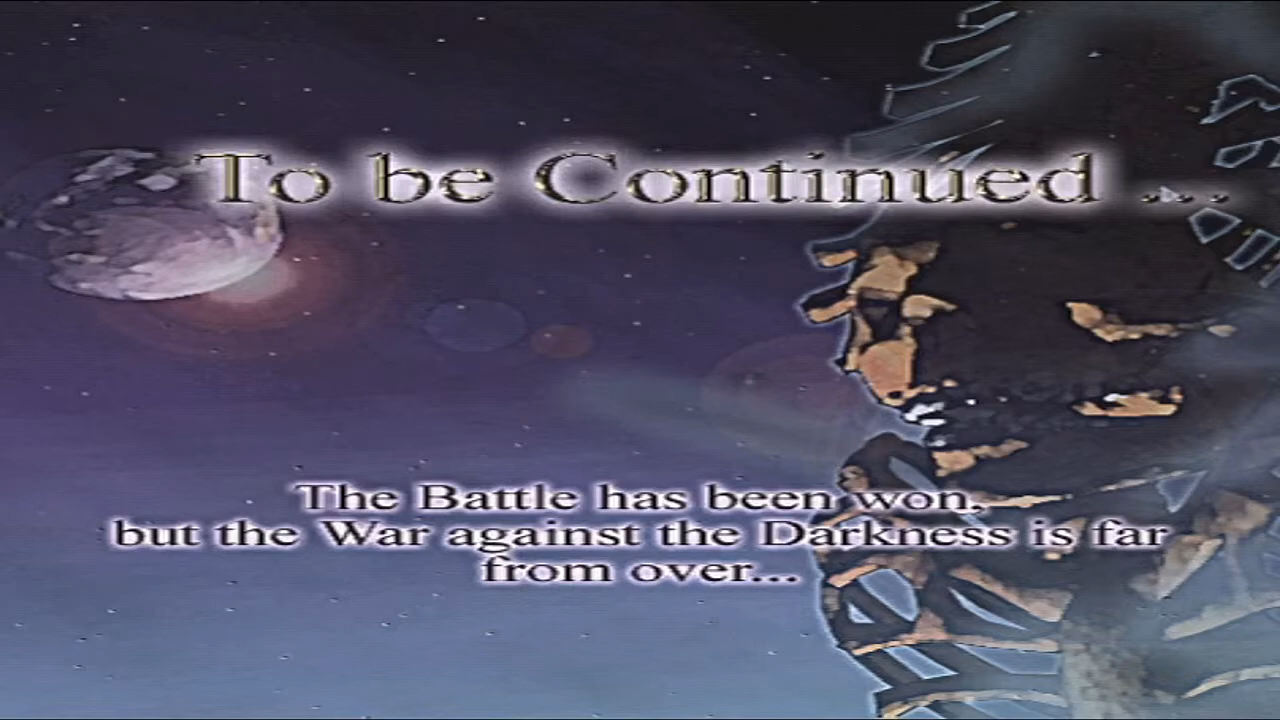 To be Continued ...
The Battle has been won,
but the War against the Darkness is far
from over...